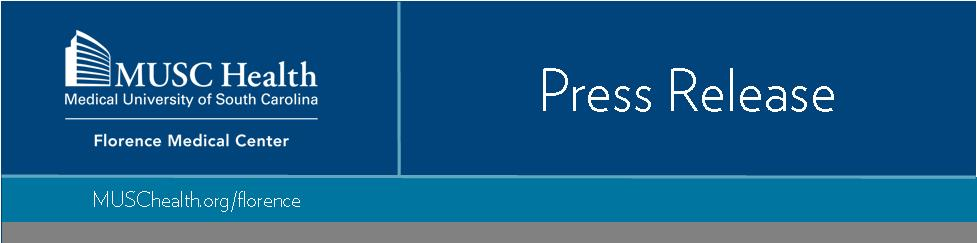 MUSC Health
Medical University of South Carolina
Florence Medical Center
Press Release
MUSChealth.org/florence